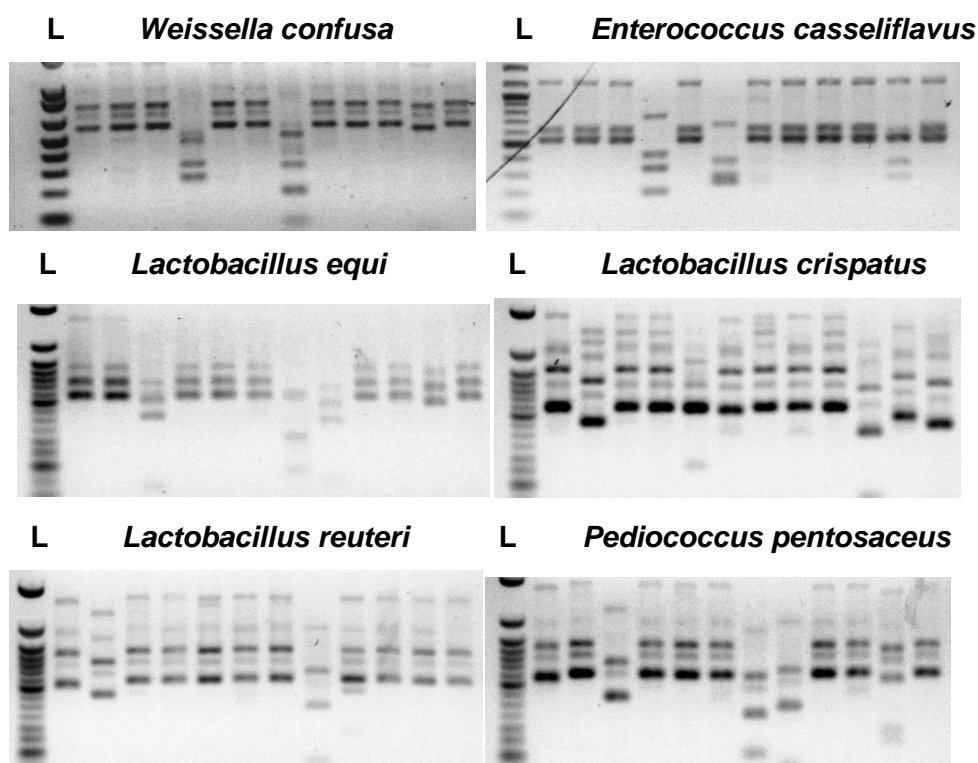 L Weissella confusa L Enterococcus casseliflavus
L Lactobacillus equi L Lactobacillus crispatus
L Lactobacillus reuteri L Pediococcus pentosaceus